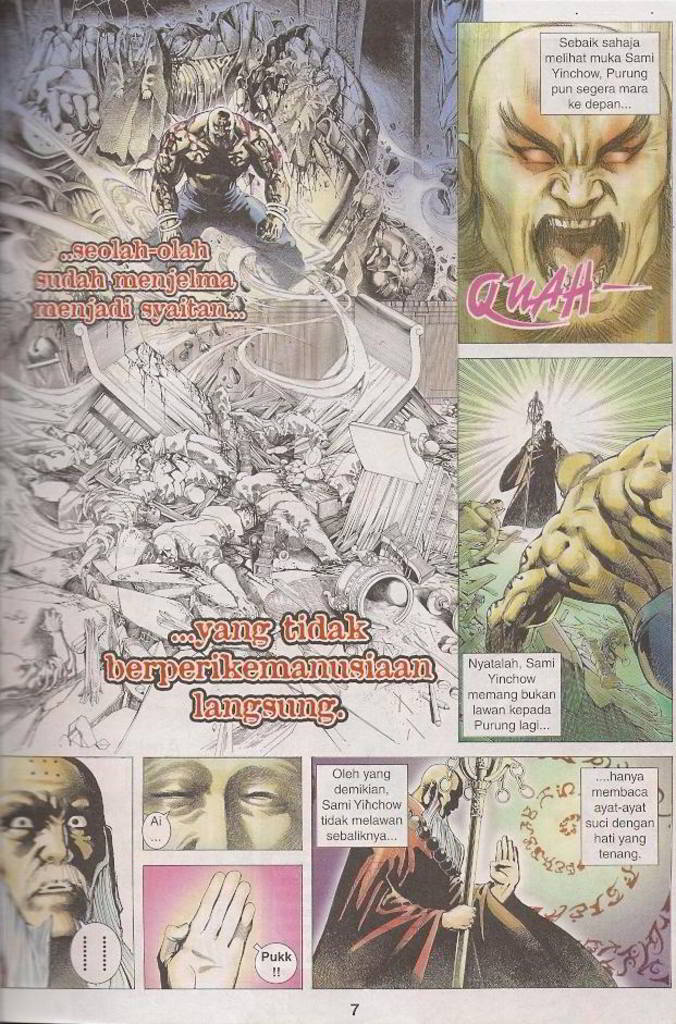 ..seolah-olah
sudah menjelma
menjadi syaitan...
...yang tidak
berperikemanusiaan
langsung.
Sebaik sahaja
melihat muka Sami
Yinchow, Purung
pun segera mara
ke depan...
QUAH—
Nyatalah, Sami
Yinchow
memang bukan
lawan kepada
Purung lagi...
!!
Ai
...
Pukk
!!
Oleh yang
demikian,
Sami Yinchow
tidak melawan
sebaliknya...
....hanya
membaca
ayat-ayat
suci dengan
hati yang
tenang.
7